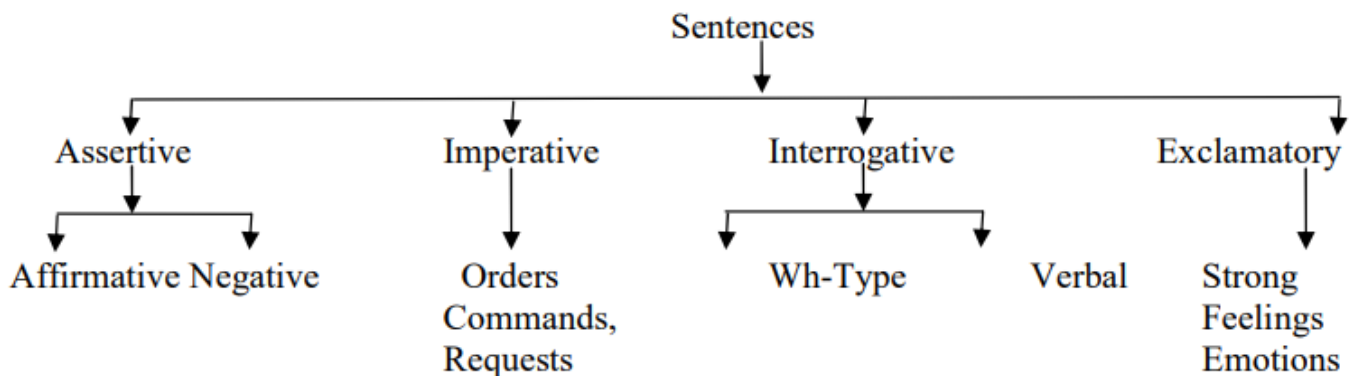 Sentences
Assertive Imperative Interrogative Exclamatory
Affirmative Negative Orders Wh-Type Verbal Strong
Commands, Feelings
Requests Emotions